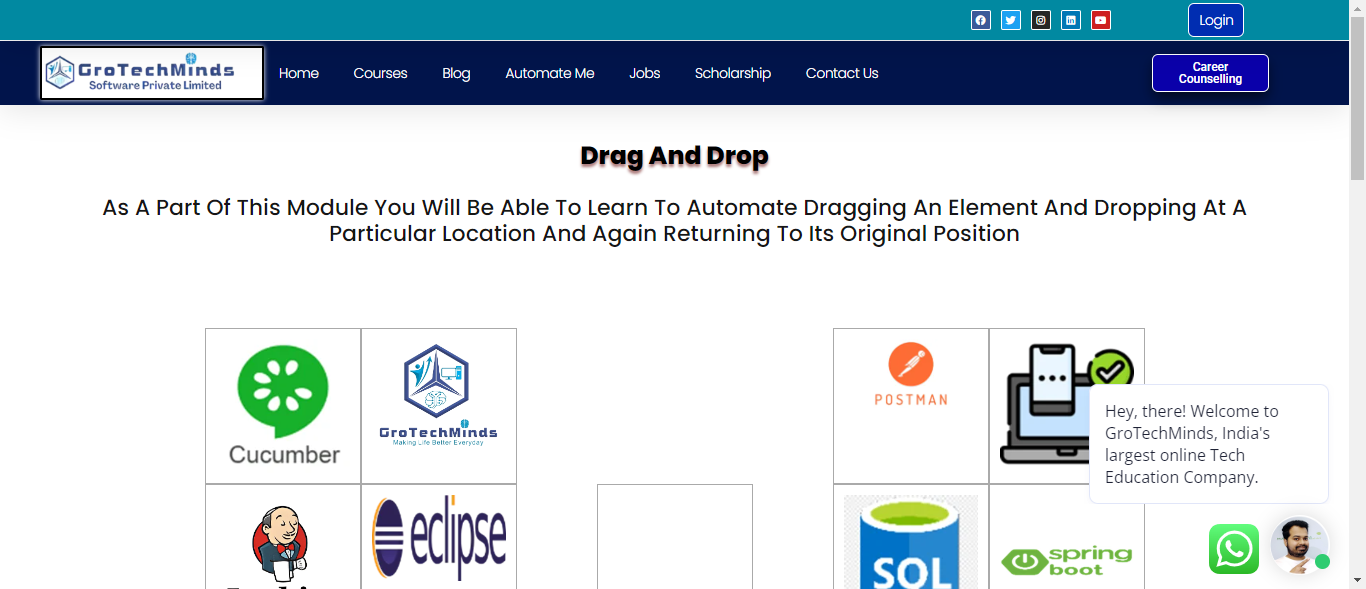 Login
GroTechMinds
Software Private Limited
Home Courses Blog Automate Me Jobs Scholarship Contact Us
Career
Counselling
Drag And Drop
As A Part Of This Module You Will Be Able To Learn To Automate Dragging An Element And Dropping At A
Particular Location And Again Returning To Its Original Position
Cucumber
GroTechMinds
Making Life Better Everyday
POSTMAN
Hey, there! Welcome to
GroTechMinds, India's
largest online Tech
Education Company.
eclipse
SQL
spring
boot